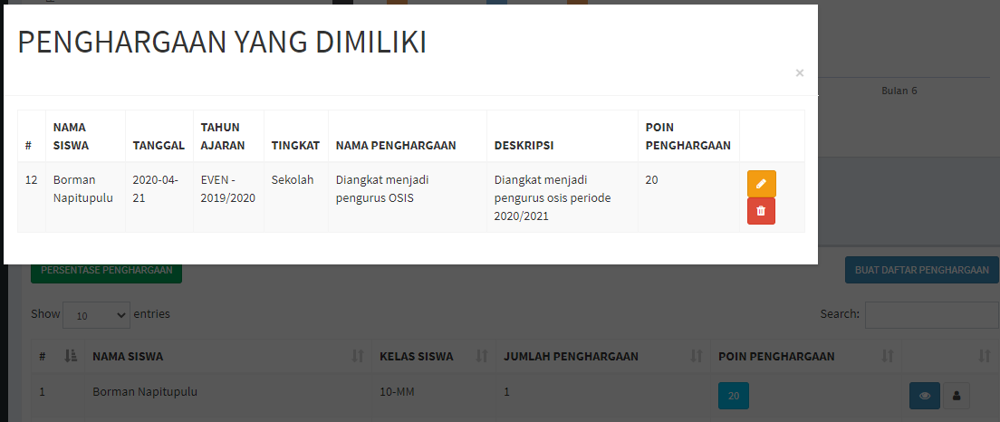 PENGHARGAAN YANG DIMILIKI
×
Bulan 6
# NAMA SISWA TANGGAL TAHUN AJARAN TINGKAT NAMA PENGHARGAAN DESKRIPSI POIN PENGHARGAAN
12 Borman Napitupulu 2020-04-21 EVEN - 2019/2020 Sekolah Diangkat menjadi pengurus OSIS Diangkat menjadi pengurus osis periode 2020/2021 20
PERSENTASE PENGHARGAAN BUAT DAFTAR PENGHARGAAN
Show 10 entries Search:
# NAMA SISWA KELAS SISWA JUMLAH PENGHARGAAN POIN PENGHARGAAN
1 Borman Napitupulu 10-MM 1 20